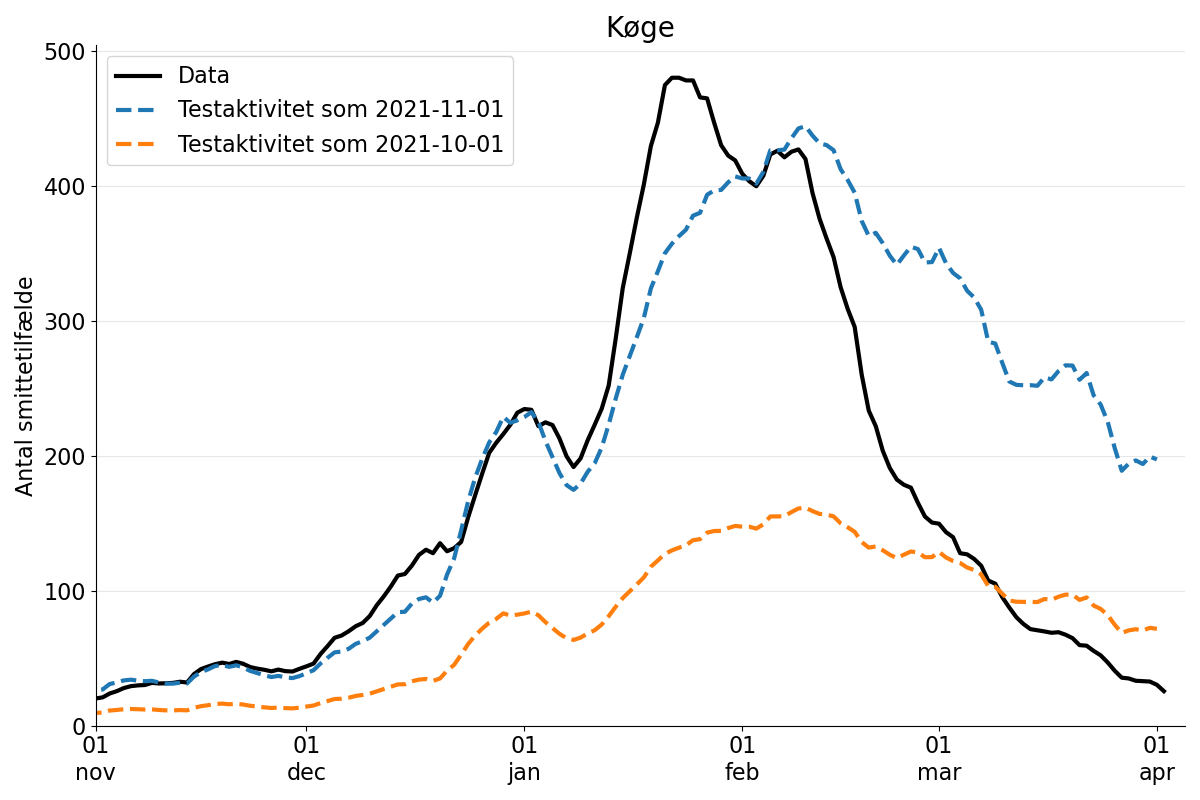 Køge
500
400
300
200
100
0
Antal smittetilfælde
Data
Testaktivitet som 2021-11-01
Testaktivitet som 2021-10-01
01 01 01 01 01 01
nov dec jan feb mar apr